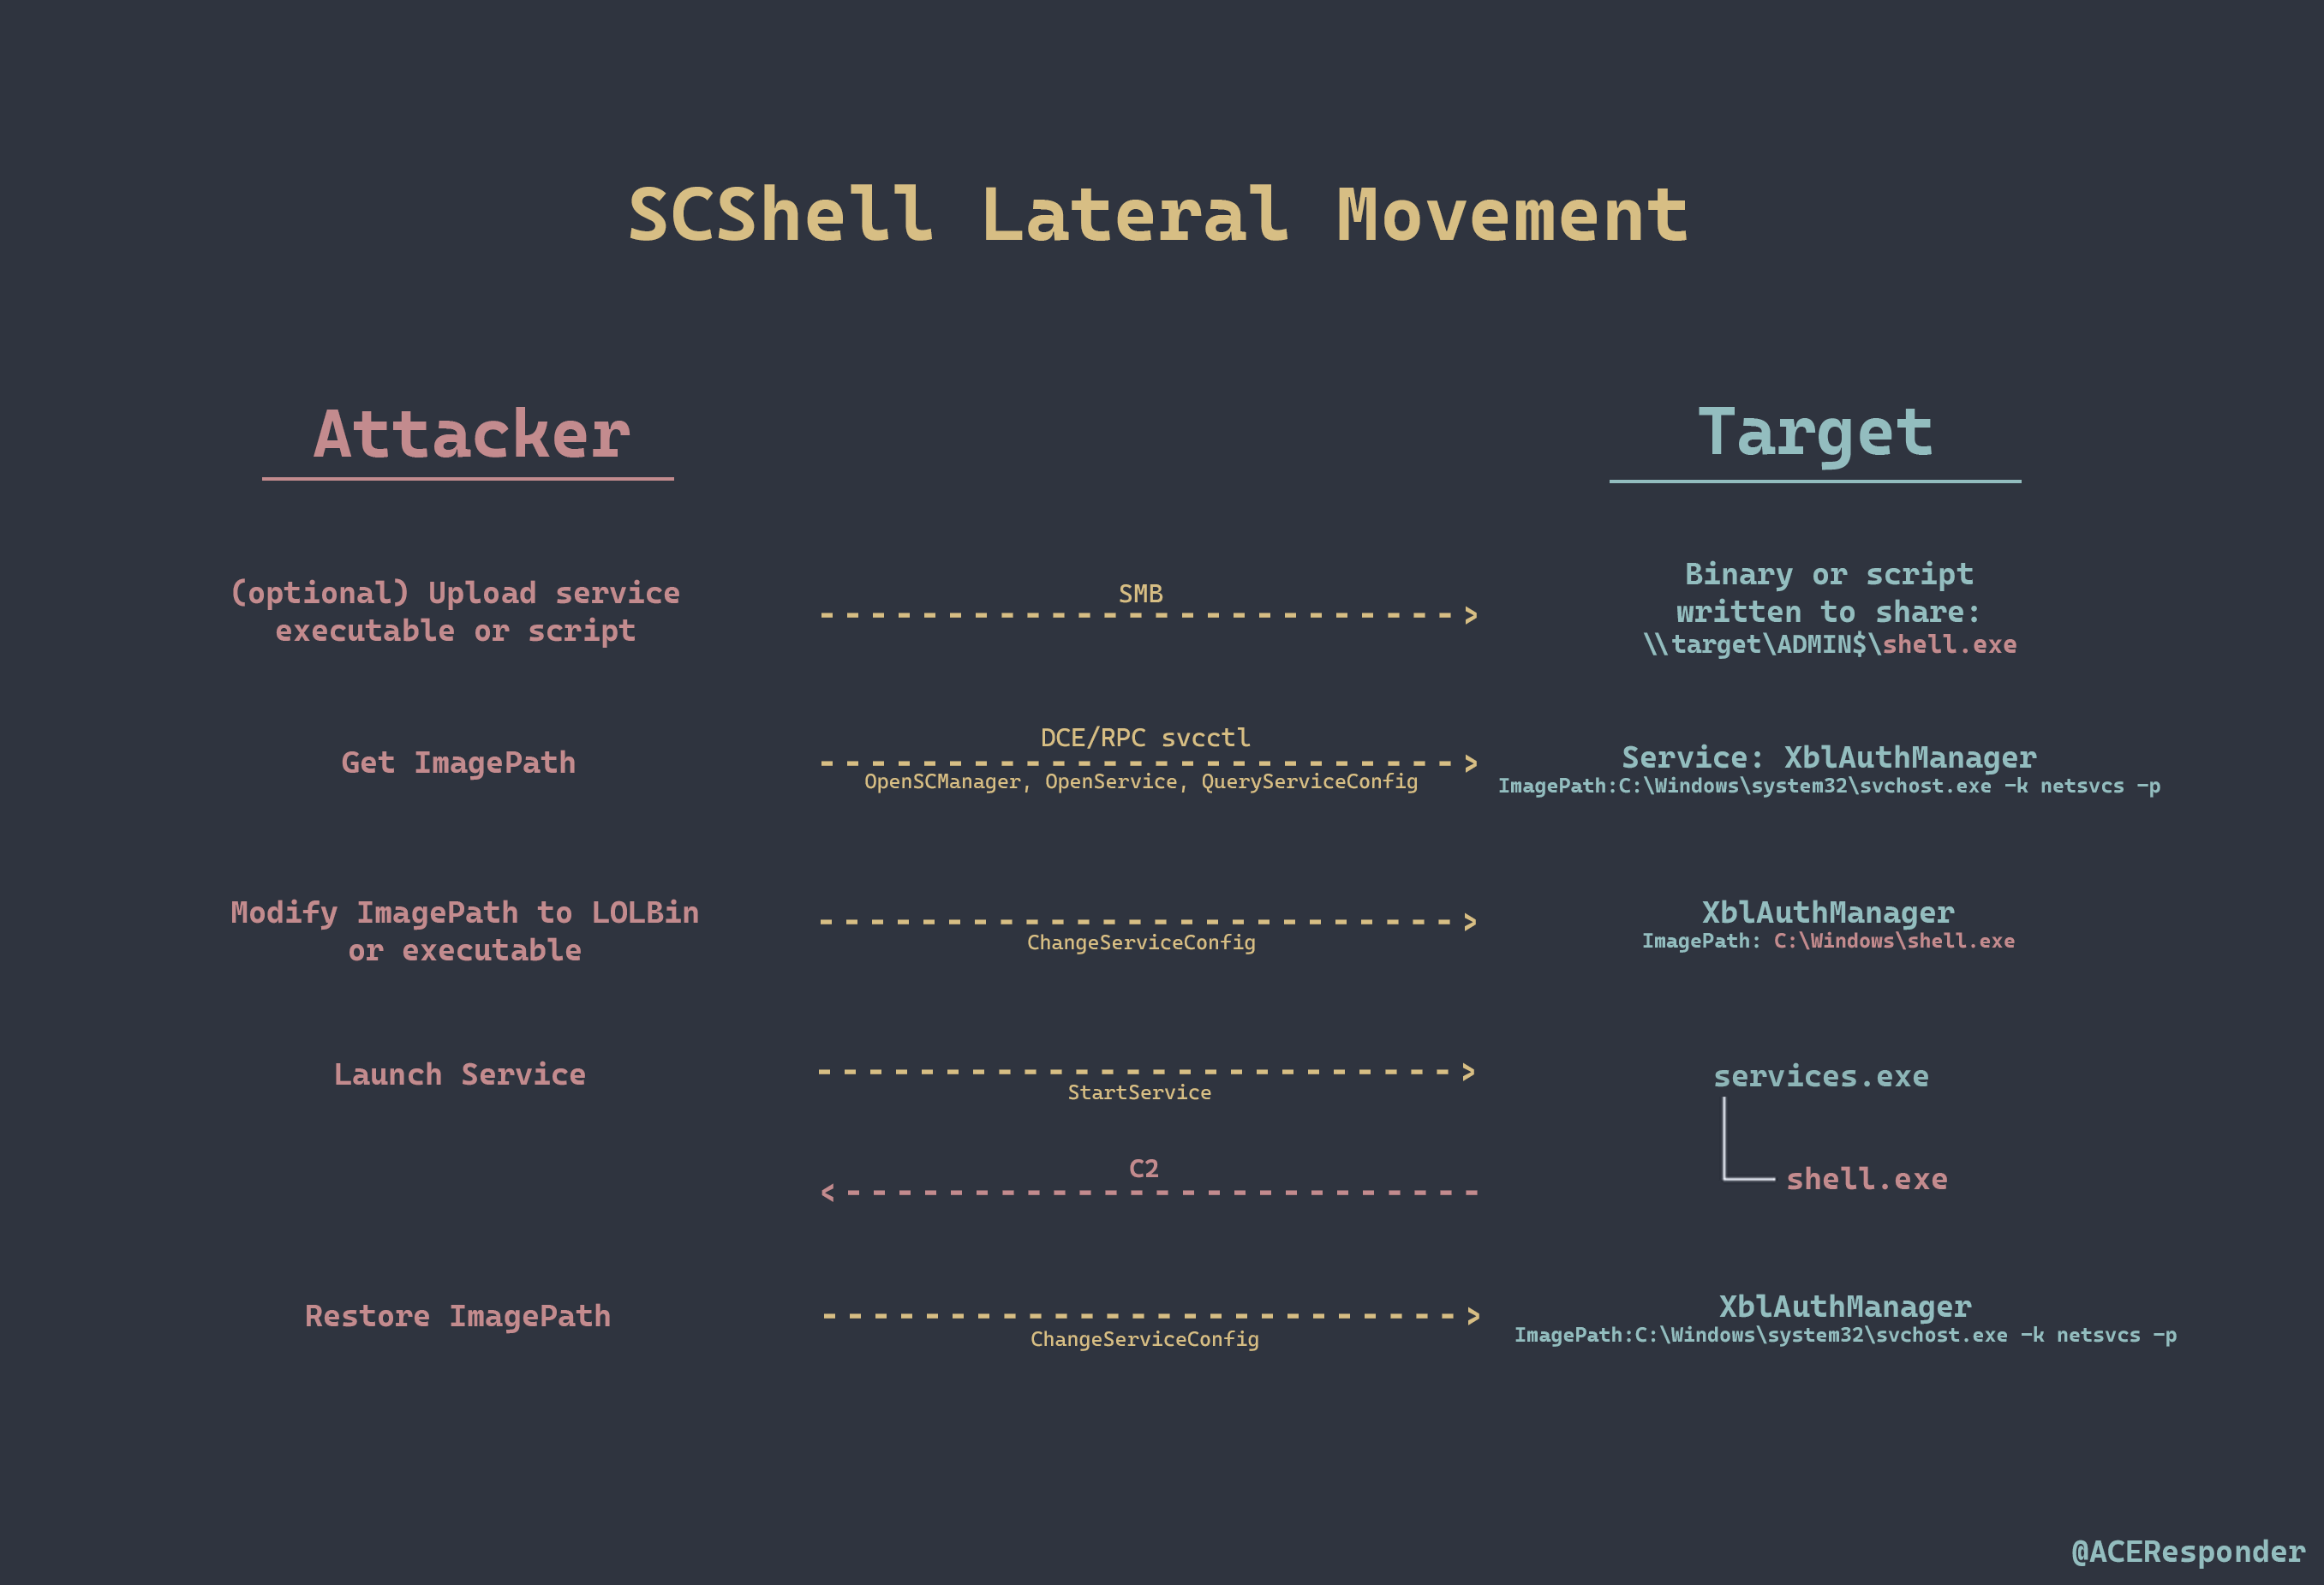 SCShell Lateral Movement
Attacker
Target
(optional) Upload service
executable or script
SMB
Binary or script
written to share:
\\target\ADMIN$\shell.exe
Get ImagePath
DCE/RPC svcctl
OpenSCManager, OpenService, QueryServiceConfig
Service: XblAuthManager
ImagePath:C:\Windows\system32\svchost.exe -k netsvcs -p
Modify ImagePath to LOLBin
or executable
ChangeServiceConfig
XblAuthManager
ImagePath: C:\Windows\shell.exe
Launch Service
StartService
services.exe
C2
shell.exe
Restore ImagePath
ChangeServiceConfig
XblAuthManager
ImagePath:C:\Windows\system32\svchost.exe -k netsvcs -p
@ACEResponder